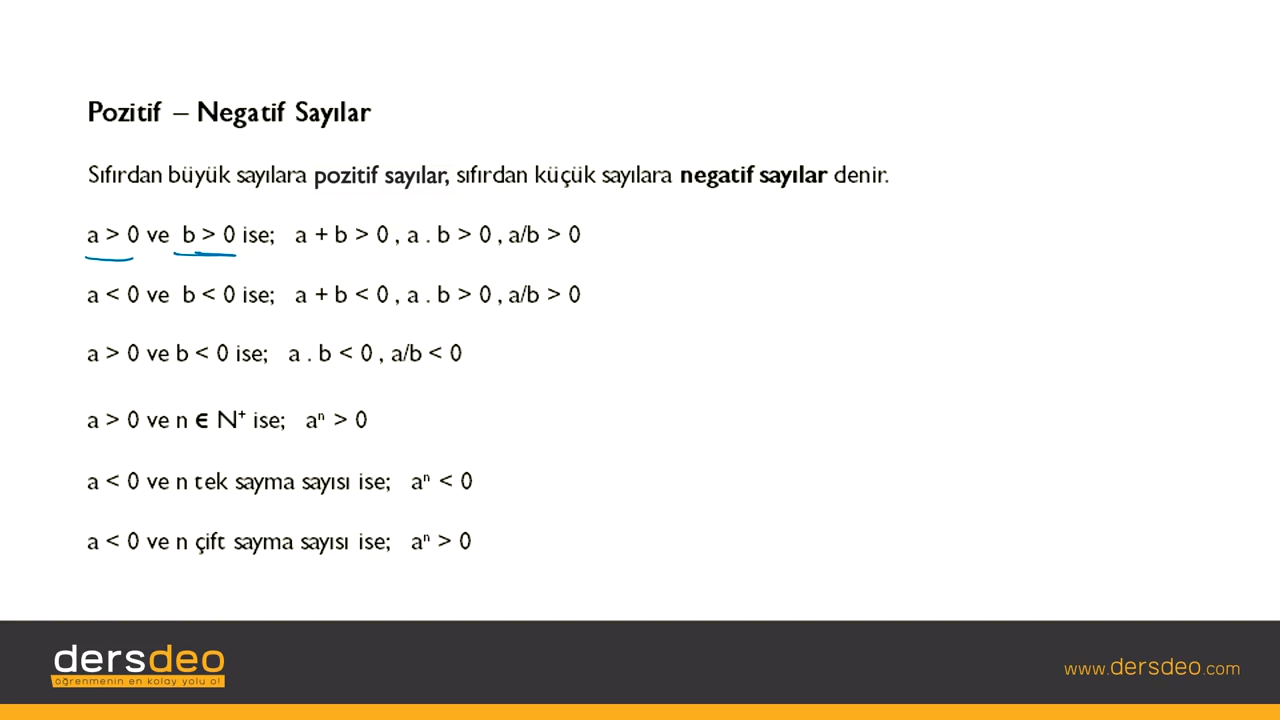 Pozitif – Negatif Sayılar
Sıfırdan büyük sayılara pozitif sayılar, sıfırdan küçük sayılara negatif sayılar denir.
a > 0 ve b > 0 ise; a + b > 0 , a . b > 0 , a/b > 0
a < 0 ve b < 0 ise; a + b < 0 , a . b > 0 , a/b > 0
a > 0 ve b < 0 ise; a . b < 0 , a/b < 0
a > 0 ve n ϵ N⁺ ise; aⁿ > 0
a < 0 ve n tek sayma sayısı ise; aⁿ < 0
a < 0 ve n çift sayma sayısı ise; aⁿ > 0
dersdeo
öğrenmenin en kolay yolu o!
www.dersdeo.com